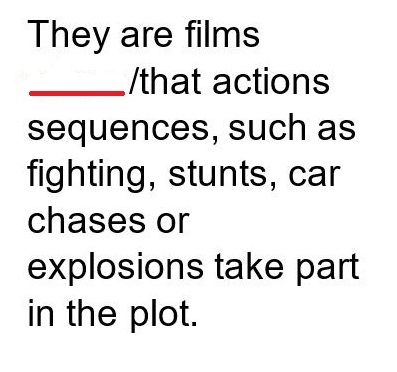 They are films
/that actions
sequences, such as
fighting, stunts, car
chases or
explosions take part
in the plot.